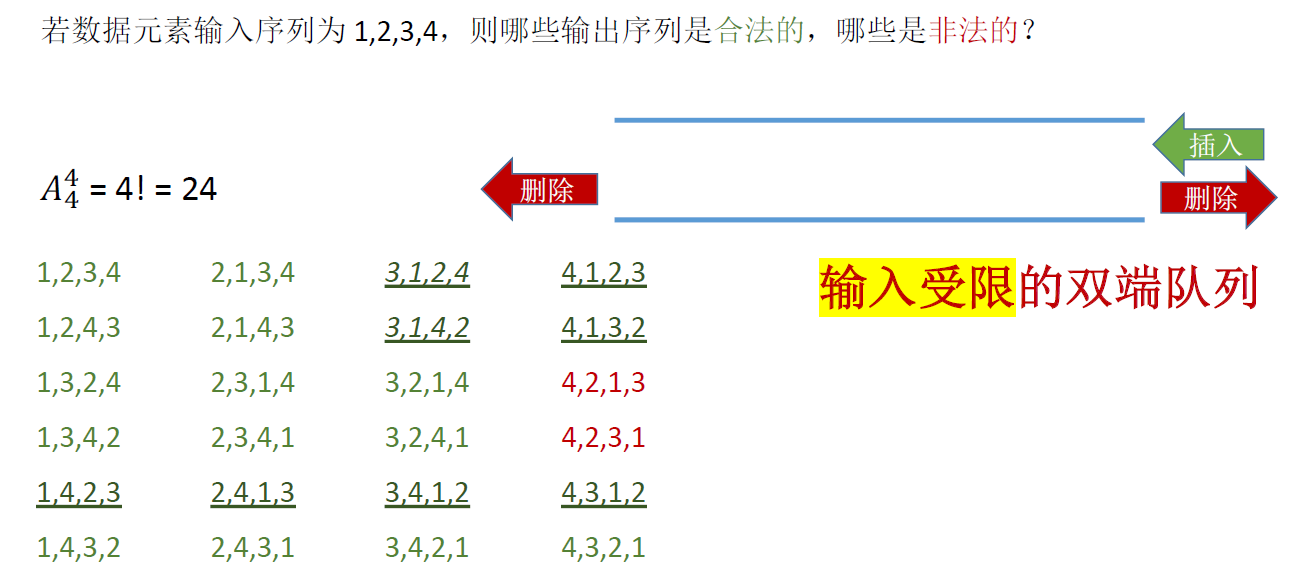 若数据元素输入序列为 1,2,3,4，则哪些输出序列是合法的，哪些是非法的？
插入
删除
删除
A₄⁴ = 4! = 24
1,2,3,4 2,1,3,4 3,1,2,4 4,1,2,3
输入受限的双端队列
1,2,4,3 2,1,4,3 3,1,4,2 4,1,3,2
1,3,2,4 2,3,1,4 3,2,1,4 4,2,1,3
1,3,4,2 2,3,4,1 3,2,4,1 4,2,3,1
1,4,2,3 2,4,1,3 3,4,1,2 4,3,1,2
1,4,3,2 2,4,3,1 3,4,2,1 4,3,2,1